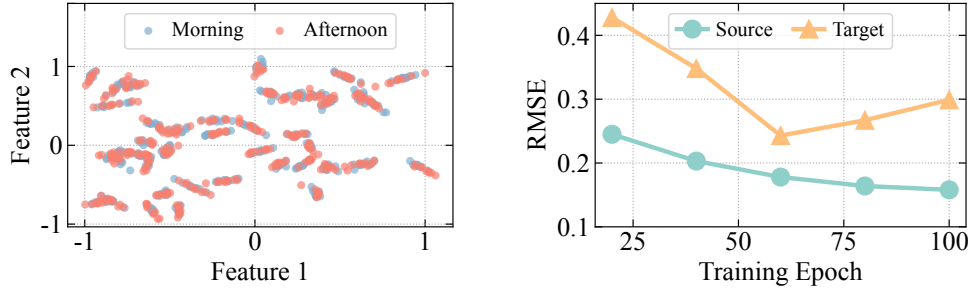 Morning Afternoon
Feature 2
1
0
-1
-1 0 1
Feature 1
Source Target
RMSE
0.4
0.3
0.2
0.1
25 50 75 100
Training Epoch